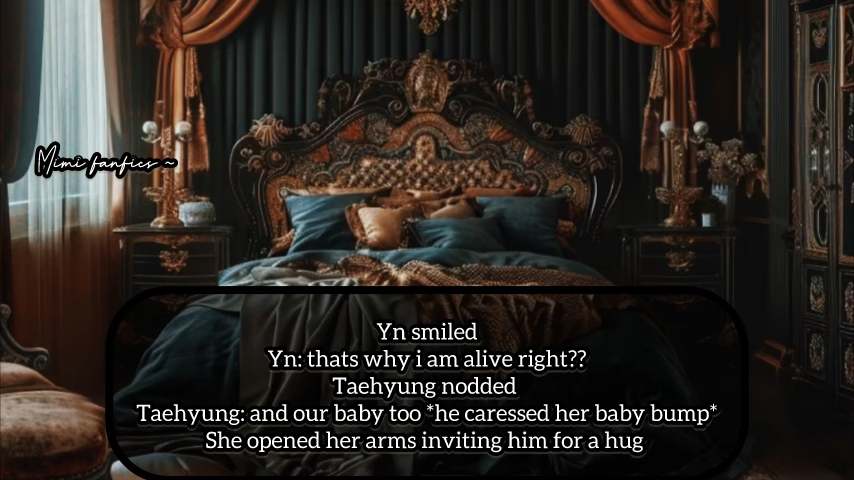 Mimi fanfics ~
Yn smiled
Yn: thats why i am alive right??
Taehyung nodded
Taehyung: and our baby too *he caressed her baby bump*
She opened her arms inviting him for a hug